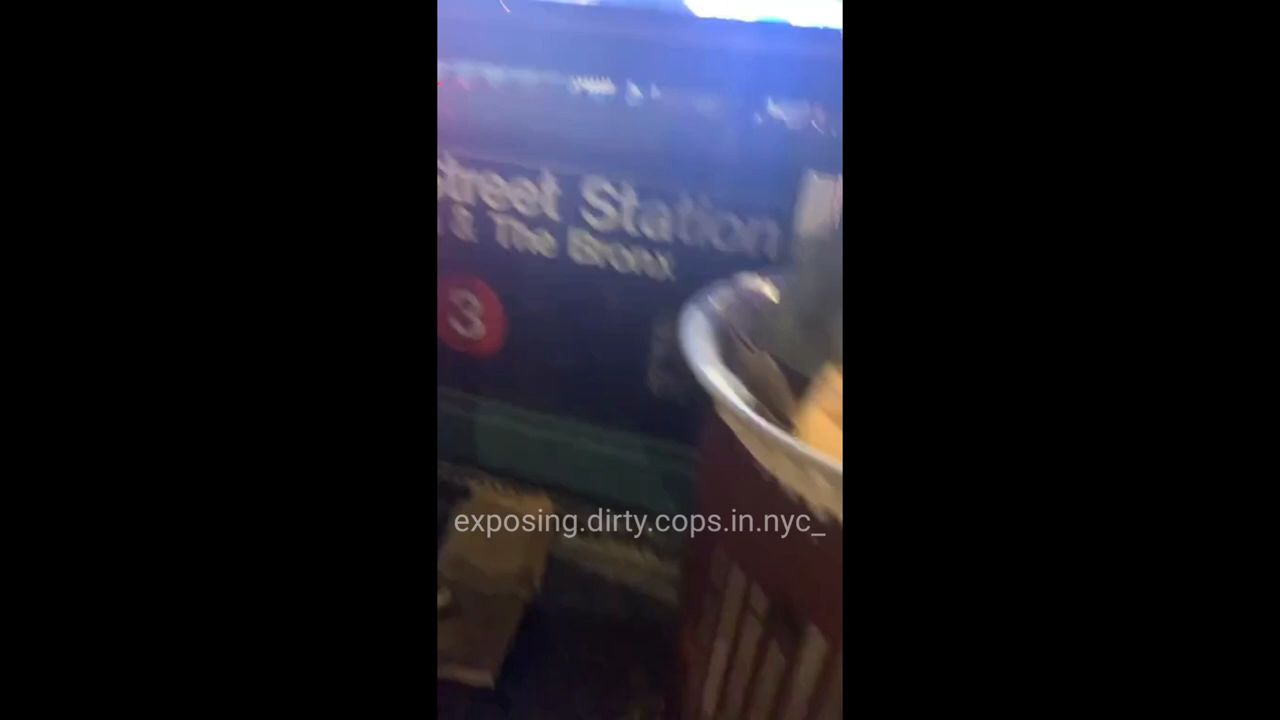 Street Station
& The Bronx
3
exposing.dirty.cops.in.nyc_